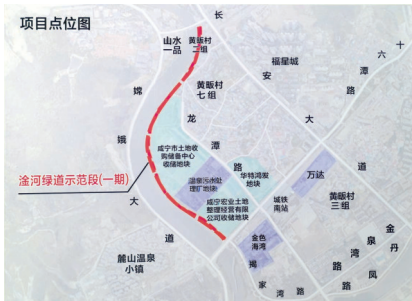 项目点位图
长
安
大
道
山水
一品
黄畈村
二组
福星城
十
六
潭
路
黄畈村
七组
嫦
娥
大
道
龙
潭
路
咸宁市土地收
购储备中心
收储地块
温泉污水处
理厂地块
华特鸿骏
地块
万达
淦河绿道示范段(一期)
咸宁宏业土地
整理经营有限
公司收储地块
城铁
南站
黄畈村
三组
金色
海湾
麓山温泉
小镇
揭
家
湾
路
金
丹
路
泉
凤
路
湾